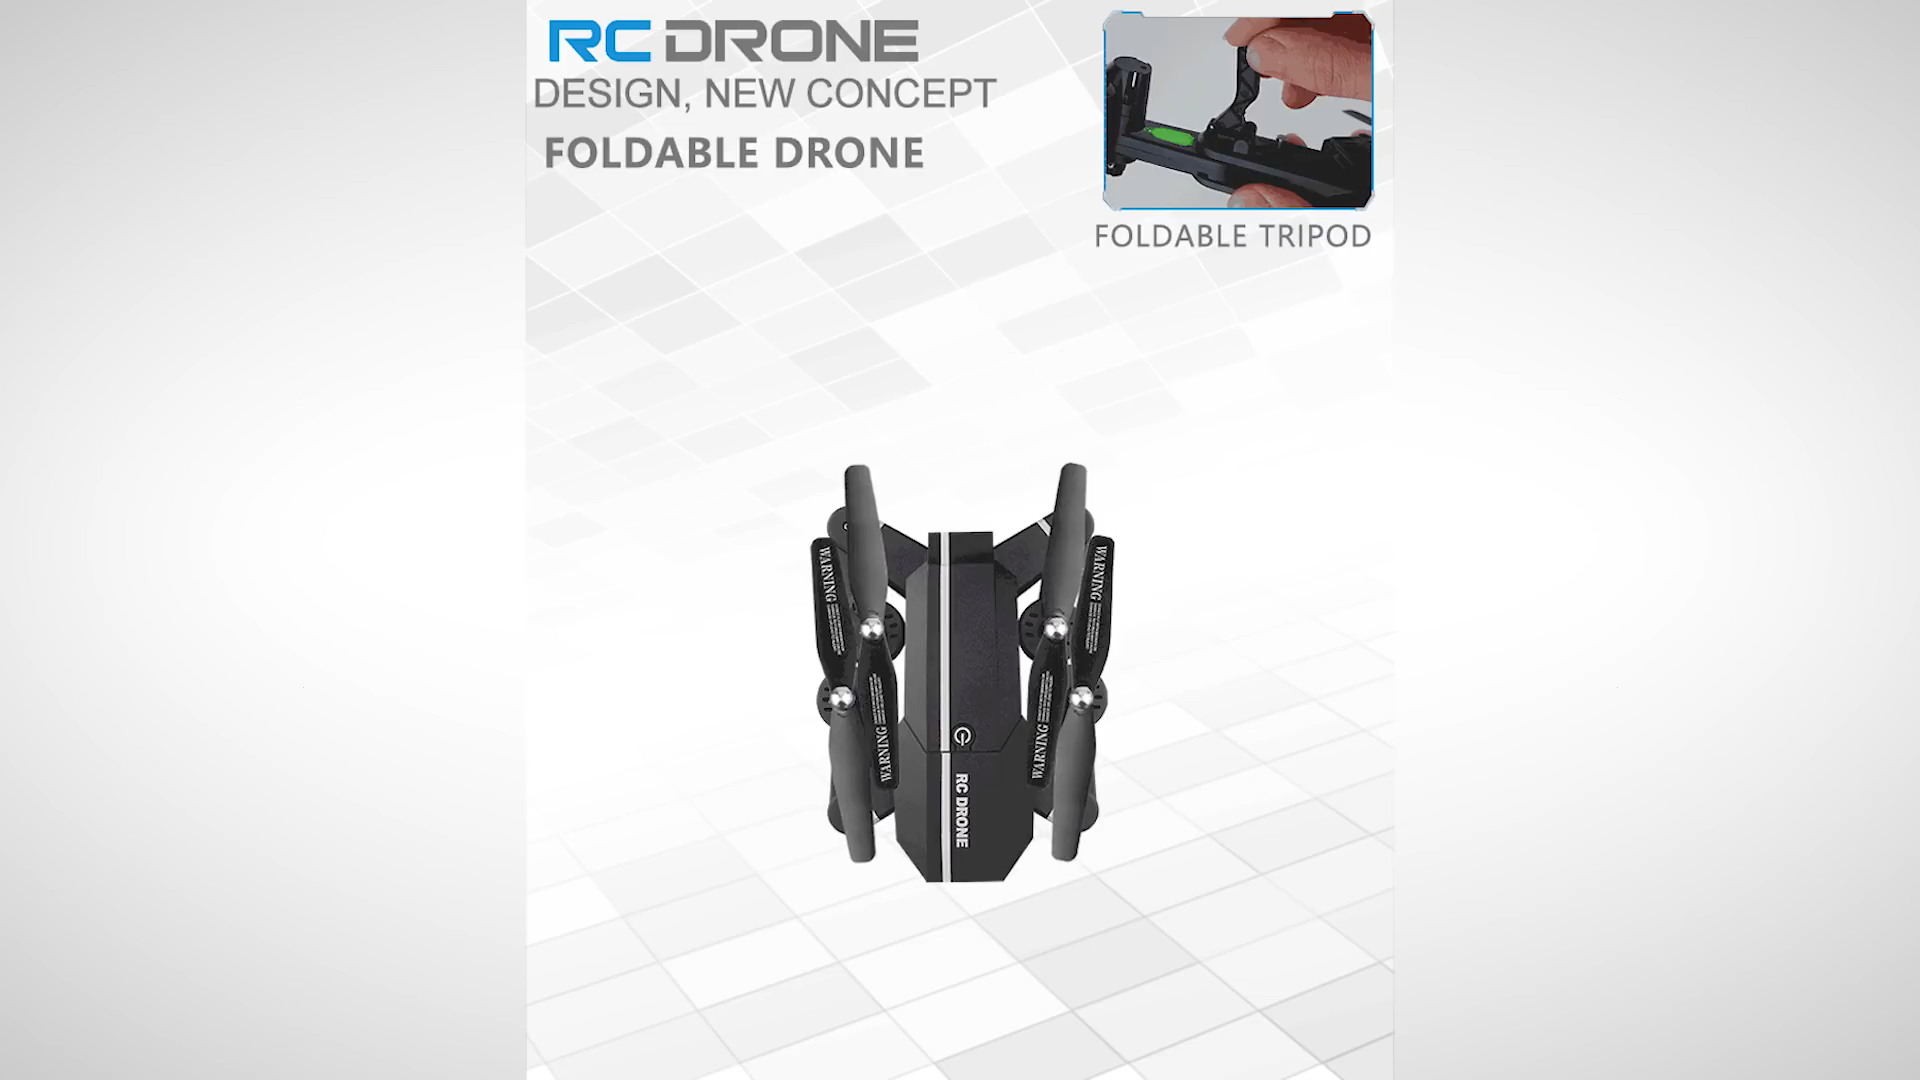 RC DRONE
DESIGN, NEW CONCEPT
FOLDABLE DRONE
FOLDABLE TRIPOD
WARNING
WARNING
WARNING
WARNING
RC DRONE